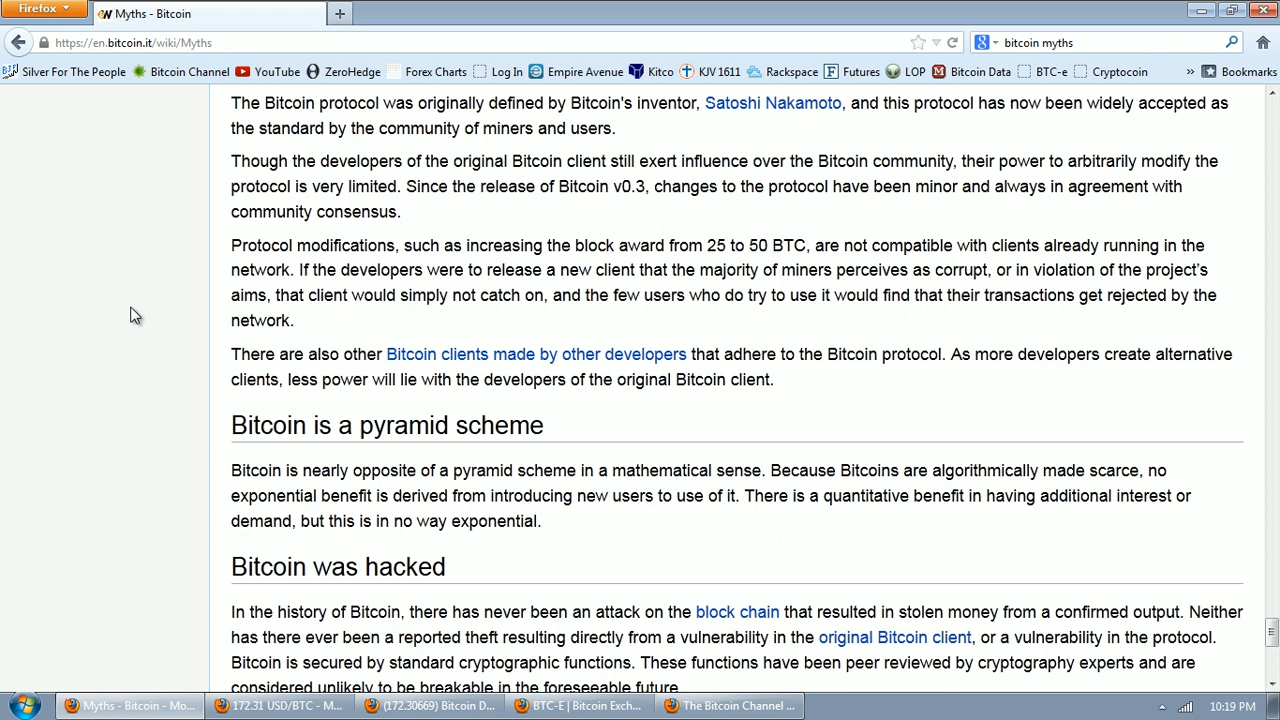 Firefox
Myths - Bitcoin
https://en.bitcoin.it/wiki/Myths
bitcoin myths
Silver For The People Bitcoin Channel YouTube ZeroHedge Forex Charts Log In Empire Avenue Kitco KJV 1611 Rackspace Futures LOP Bitcoin Data BTC-e Cryptocoin » Bookmarks
The Bitcoin protocol was originally defined by Bitcoin's inventor, Satoshi Nakamoto, and this protocol has now been widely accepted as
the standard by the community of miners and users.
Though the developers of the original Bitcoin client still exert influence over the Bitcoin community, their power to arbitrarily modify the
protocol is very limited. Since the release of Bitcoin v0.3, changes to the protocol have been minor and always in agreement with
community consensus.
Protocol modifications, such as increasing the block award from 25 to 50 BTC, are not compatible with clients already running in the
network. If the developers were to release a new client that the majority of miners perceives as corrupt, or in violation of the project's
aims, that client would simply not catch on, and the few users who do try to use it would find that their transactions get rejected by the
network.
There are also other Bitcoin clients made by other developers that adhere to the Bitcoin protocol. As more developers create alternative
clients, less power will lie with the developers of the original Bitcoin client.
Bitcoin is a pyramid scheme
Bitcoin is nearly opposite of a pyramid scheme in a mathematical sense. Because Bitcoins are algorithmically made scarce, no
exponential benefit is derived from introducing new users to use of it. There is a quantitative benefit in having additional interest or
demand, but this is in no way exponential.
Bitcoin was hacked
In the history of Bitcoin, there has never been an attack on the block chain that resulted in stolen money from a confirmed output. Neither
has there ever been a reported theft resulting directly from a vulnerability in the original Bitcoin client, or a vulnerability in the protocol.
Bitcoin is secured by standard cryptographic functions. These functions have been peer reviewed by cryptography experts and are
considered unlikely to be breakable in the foreseeable future.
Myths - Bitcoin - Mo... 172.31 USD/BTC - M... (172.30669) Bitcoin D... BTC-E | Bitcoin Exch... The Bitcoin Channel ... 10:19 PM